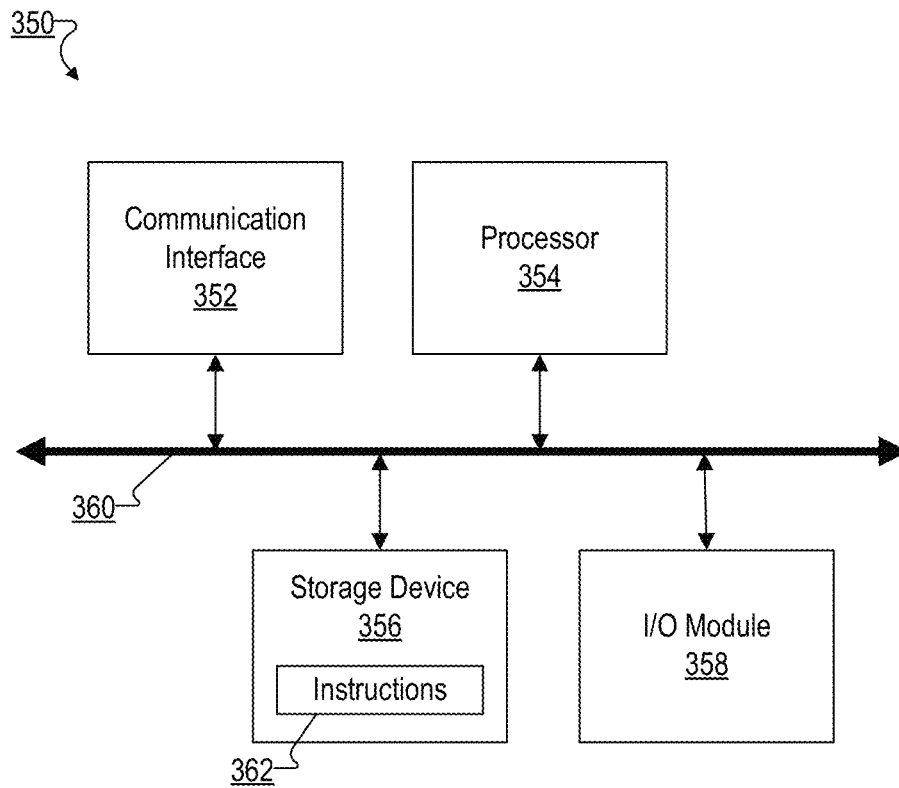 350
Communication
Interface
352
Processor
354
360
Storage Device
356
Instructions
362
I/O Module
358